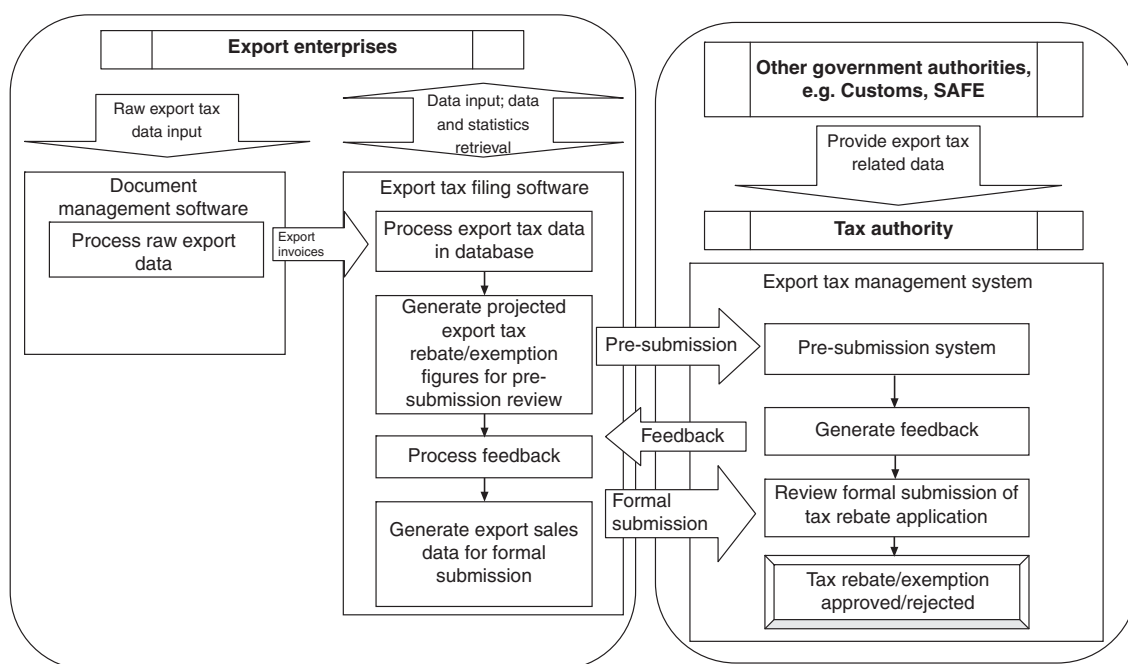 Export enterprises
Raw export tax
data input
Data input; data
and statistics
retrieval
Document
management software
Process raw export
data
Export
invoices
Export tax filing software
Process export tax data
in database
Generate projected
export tax
rebate/exemption
figures for pre-
submission review
Process feedback
Generate export sales
data for formal
submission
Pre-submission
Feedback
Formal
submission
Other government authorities,
e.g. Customs, SAFE
Provide export tax
related data
Tax authority
Export tax management system
Pre-submission system
Generate feedback
Review formal submission of
tax rebate application
Tax rebate/exemption
approved/rejected